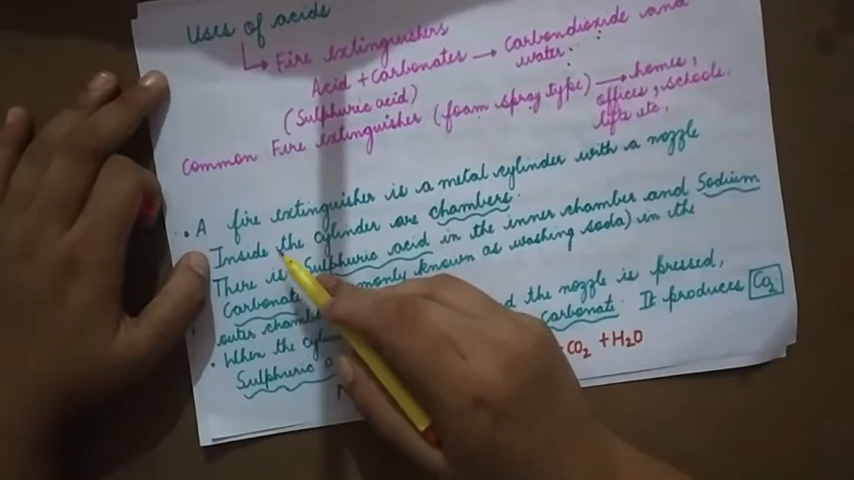 Uses of acids
Fire extinguishers
Acid + Carbonates → Carbondioxide and water.
(Sulphuric acid)
Common Fire extinguisher (foam spray type) → homes, offices, schools, lifts etc.
• A fire extinguisher is a metal cylinder with a nozzle
Inside the cylinder are chambers.
There is Sulphuric acid in the inner chamber and Sodium
Carbonate known as washing soda) in the
outer
• When the the nozzle is pressed,
Sulphuric carbonate. It produces CO2
CO2 + H2O